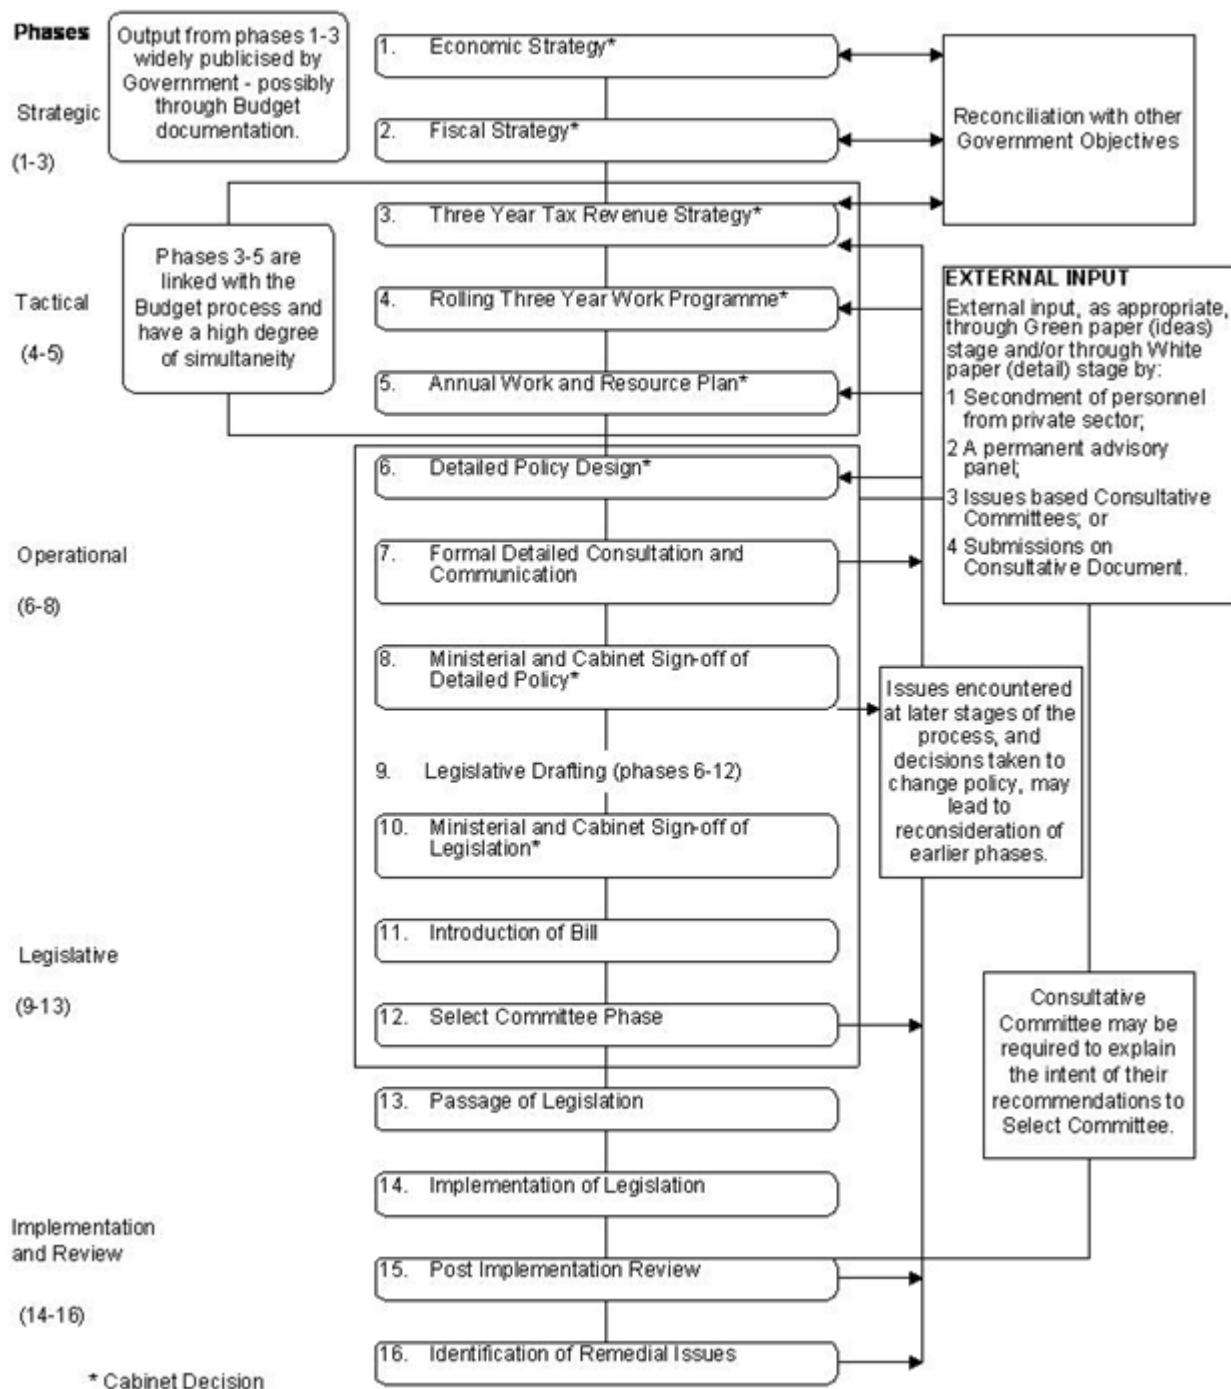 Phases
Output from phases 1-3
widely publicised by
Government - possibly
through Budget
documentation.
Strategic
(1-3)
1. Economic Strategy*
2. Fiscal Strategy*
Reconciliation with other
Government Objectives
3. Three Year Tax Revenue Strategy*
Phases 3-5 are
linked with the
Budget process and
have a high degree
of simultaneity
Tactical
(4-5)
4. Rolling Three Year Work Programme*
5. Annual Work and Resource Plan*
EXTERNAL INPUT
External input, as appropriate,
through Green paper (ideas)
stage and/or through White
paper (detail) stage by:
1 Secondment of personnel
from private sector;
2 A permanent advisory
panel;
3 Issues based Consultative
Committees; or
4 Submissions on
Consultative Document.
6. Detailed Policy Design*
Operational
(6-8)
7. Formal Detailed Consultation and
Communication
8. Ministerial and Cabinet Sign-off of
Detailed Policy*
Issues encountered
at later stages of the
process, and
decisions taken to
change policy, may
lead to
reconsideration of
earlier phases.
9. Legislative Drafting (phases 6-12)
10. Ministerial and Cabinet Sign-off of
Legislation*
Legislative
(9-13)
11. Introduction of Bill
12. Select Committee Phase
Consultative
Committee may be
required to explain
the intent of their
recommendations to
Select Committee.
13. Passage of Legislation
14. Implementation of Legislation
Implementation
and Review
(14-16)
15. Post Implementation Review
16. Identification of Remedial Issues
* Cabinet Decision